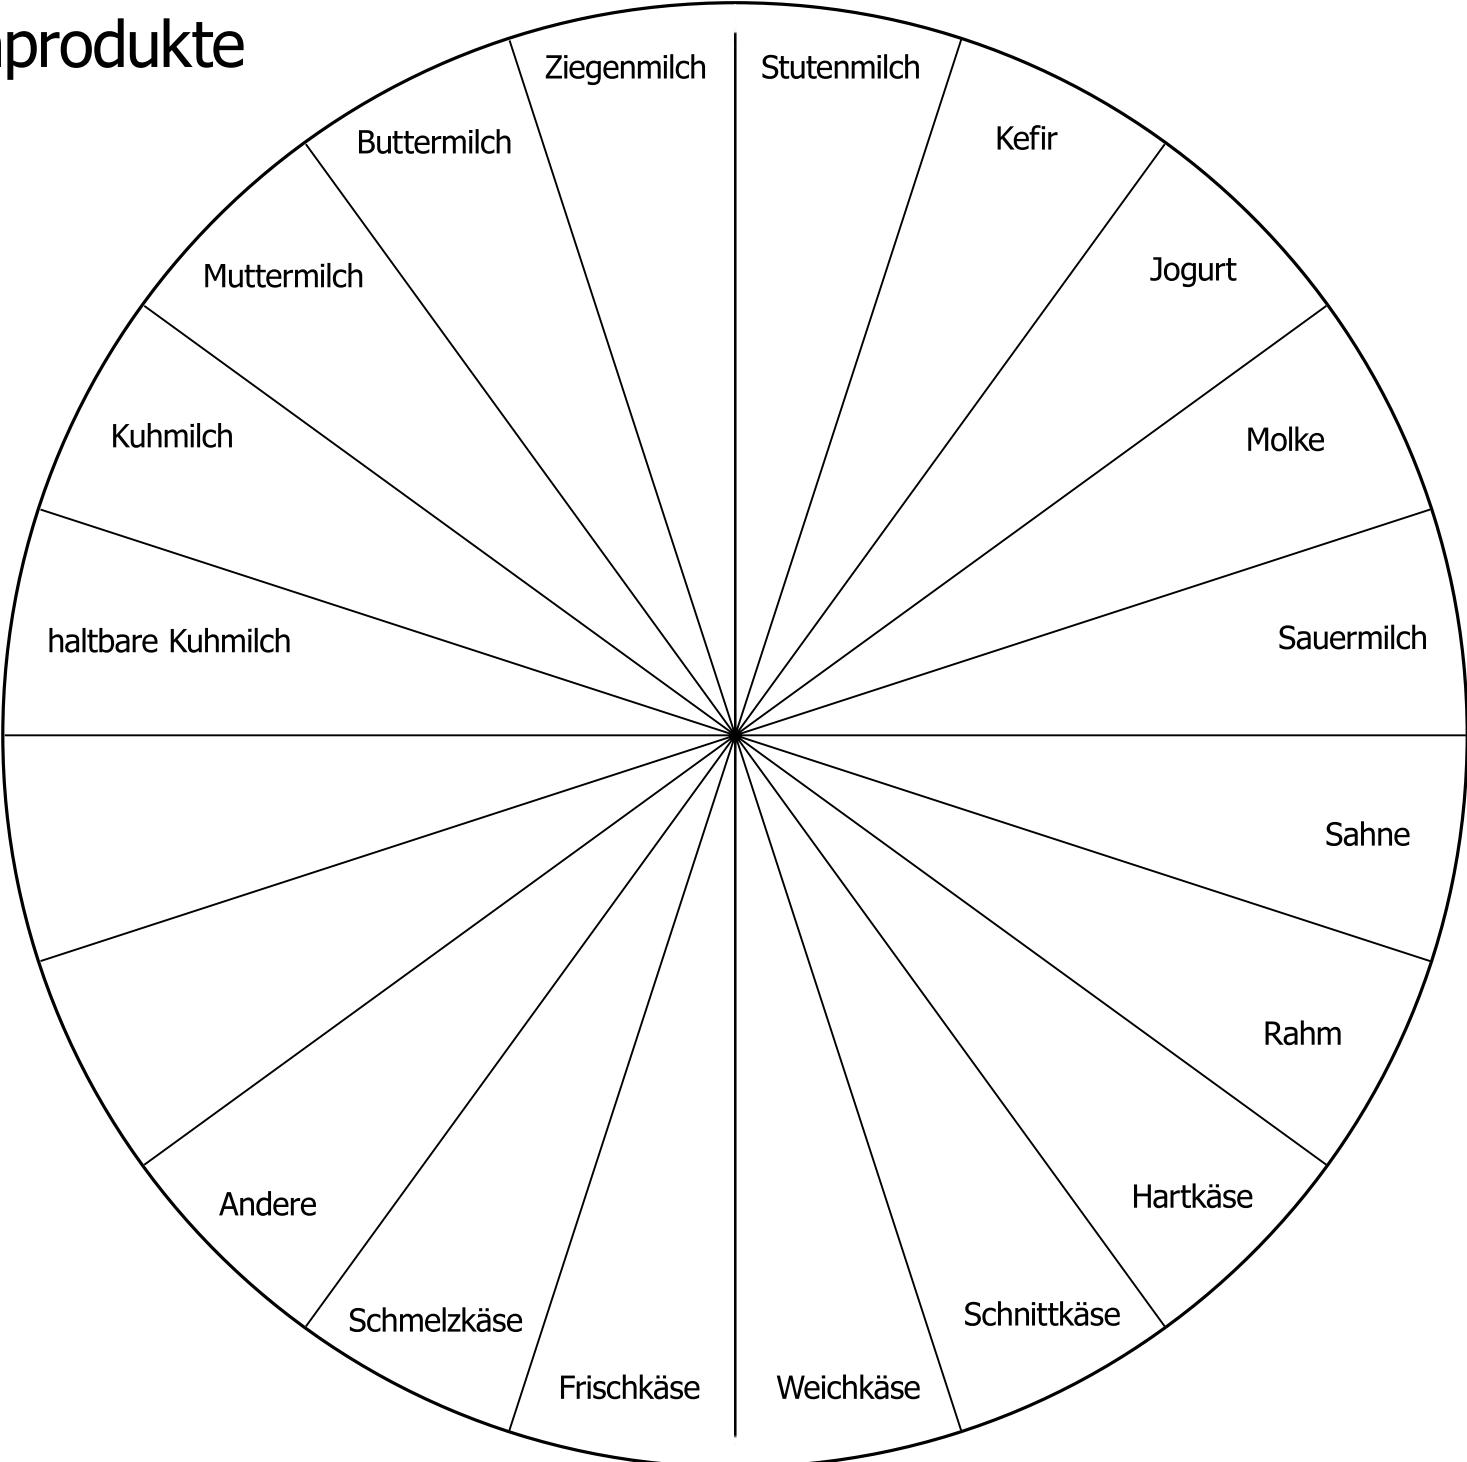 produkte
Ziegenmilch
Stutenmilch
Kefir
Jogurt
Molke
Sauermilch
Sahne
Rahm
Hartkäse
Schnittkäse
Weichkäse
Frischkäse
Schmelzkäse
Andere
haltbare Kuhmilch
Kuhmilch
Muttermilch
Buttermilch